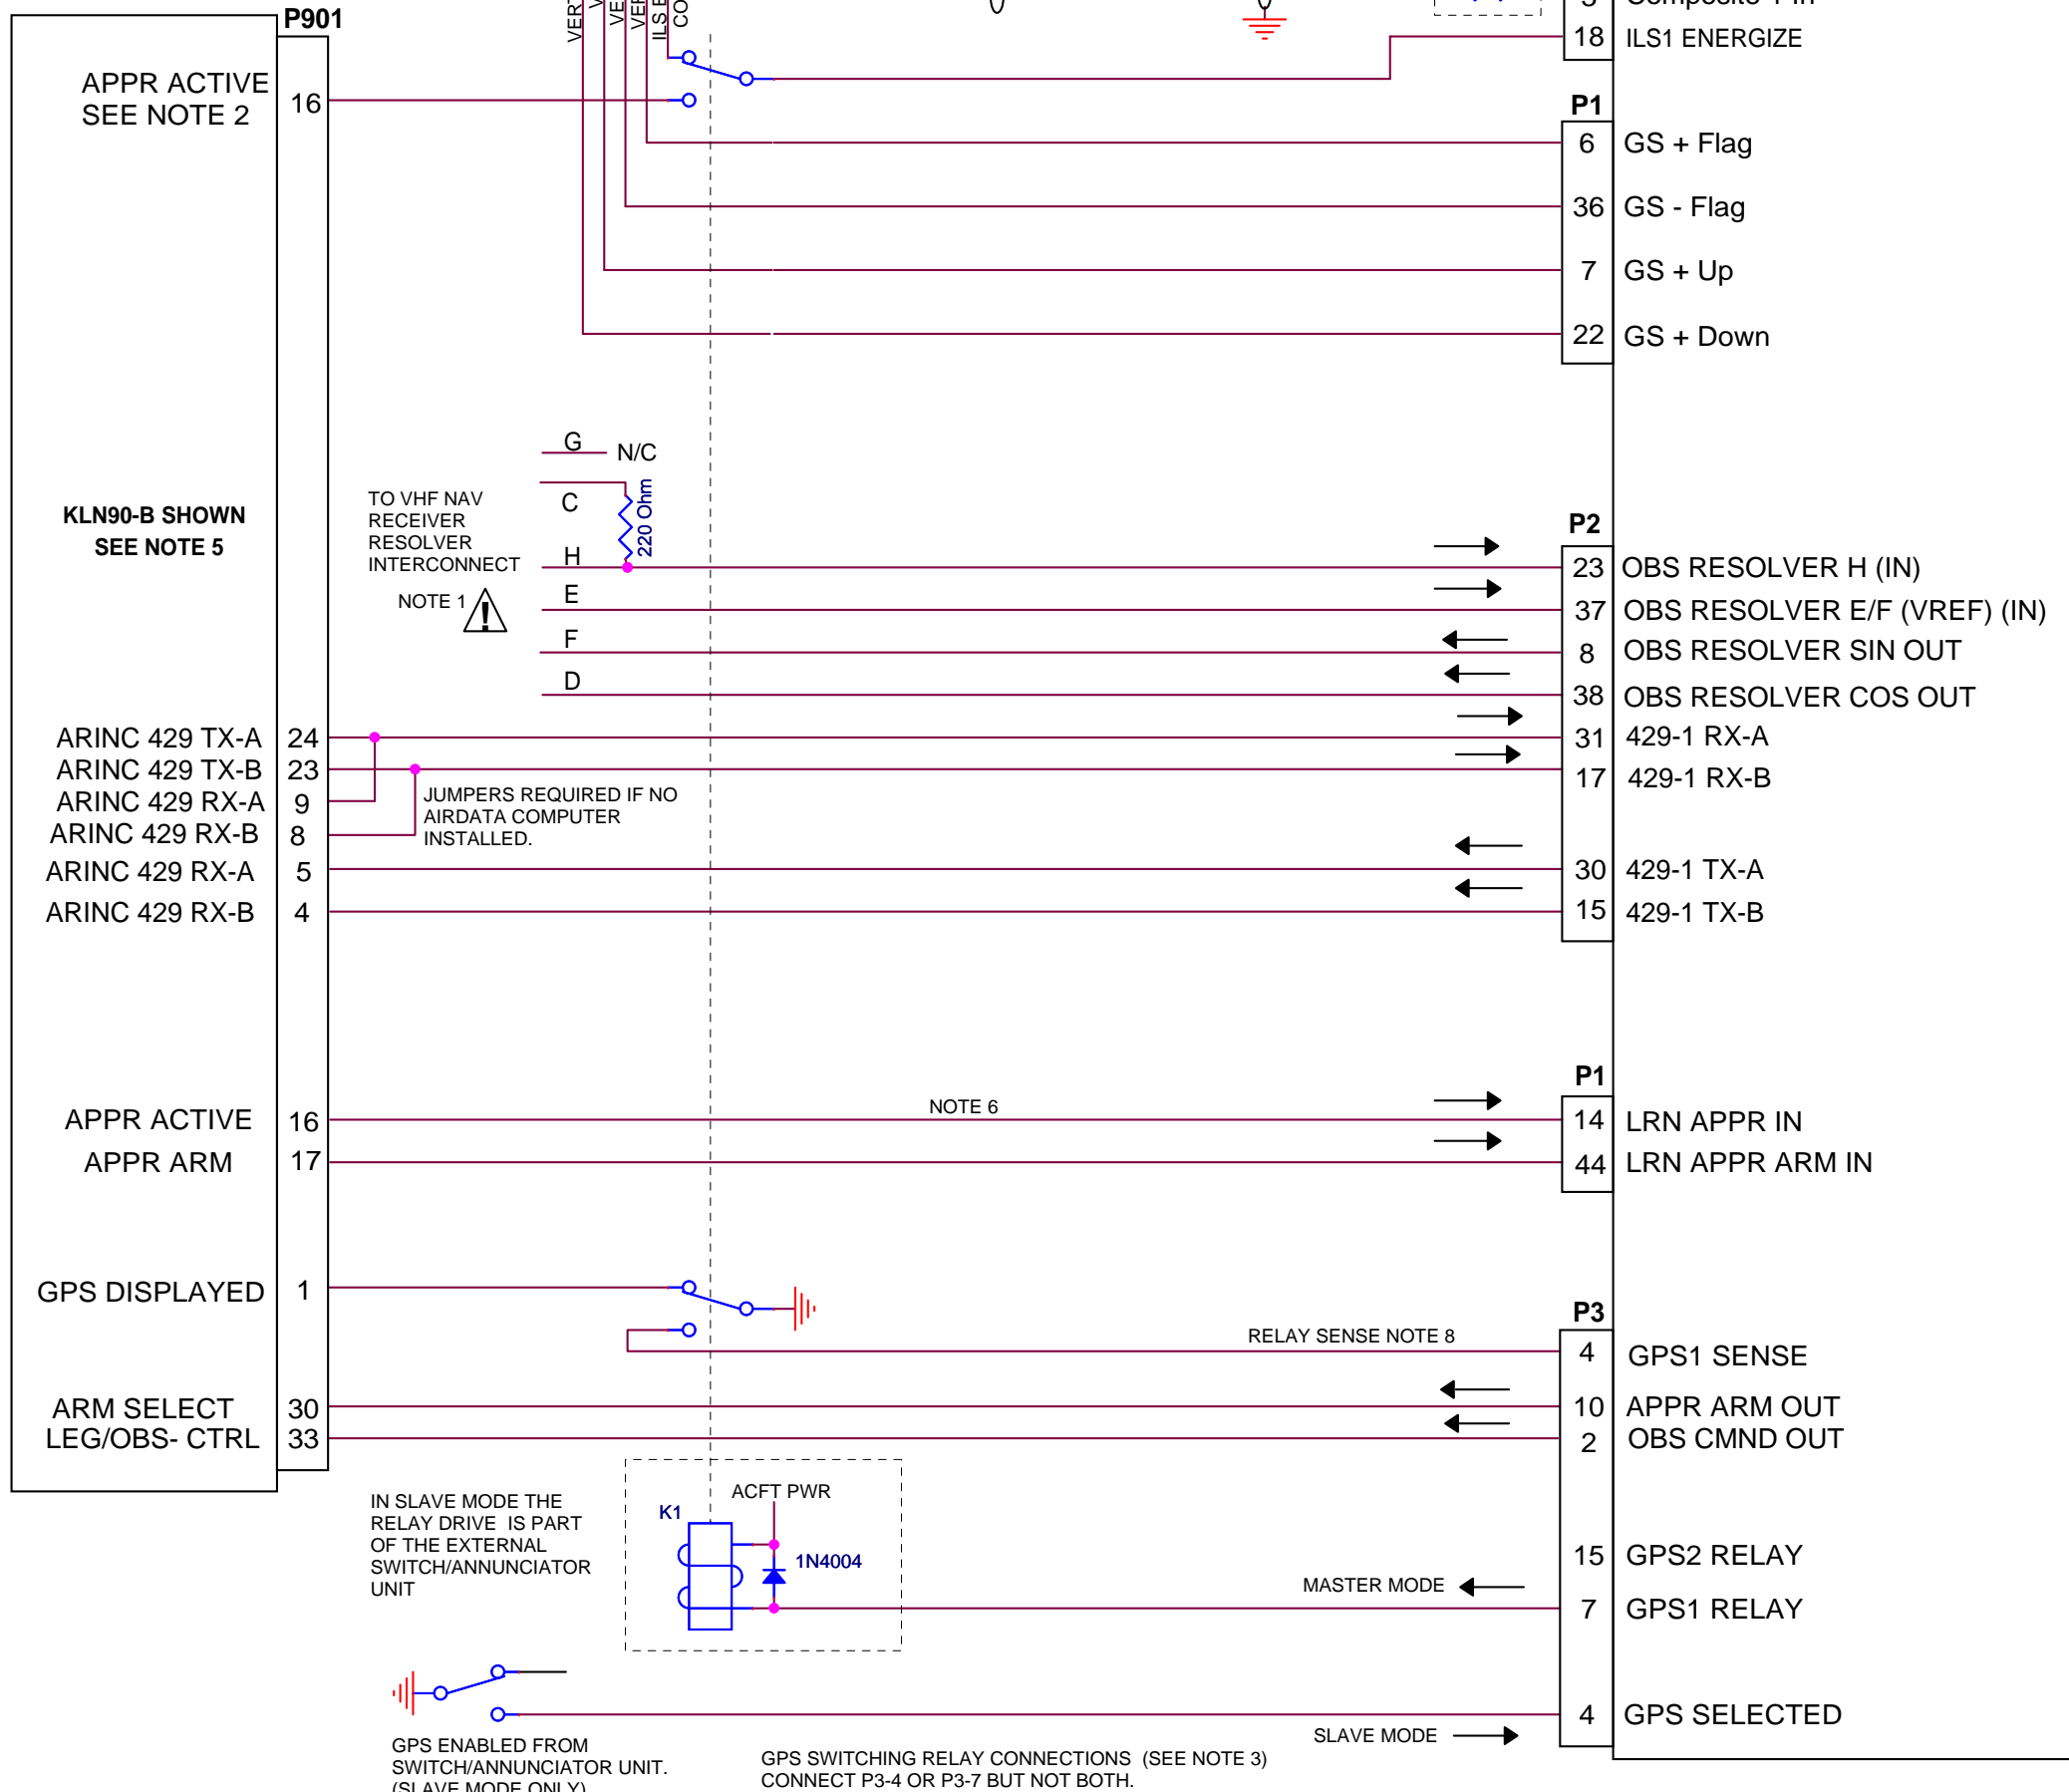 P901
VERT
ILS
CO
18 ILS1 ENERGIZE
APPR ACTIVE
SEE NOTE 2
16
P1
6 GS + Flag
36 GS - Flag
7 GS + Up
22 GS + Down
KLN90-B SHOWN
SEE NOTE 5
TO VHF NAV
RECEIVER
RESOLVER
INTERCONNECT
NOTE 1
G N/C
C
220 Ohm
H
E
F
D
P2
23 OBS RESOLVER H (IN)
37 OBS RESOLVER E/F (VREF) (IN)
8 OBS RESOLVER SIN OUT
38 OBS RESOLVER COS OUT
31 429-1 RX-A
17 429-1 RX-B
30 429-1 TX-A
15 429-1 TX-B
ARINC 429 TX-A 24
ARINC 429 TX-B 23
ARINC 429 RX-A 9
ARINC 429 RX-B 8
ARINC 429 RX-A 5
ARINC 429 RX-B 4
JUMPERS REQUIRED IF NO
AIRDATA COMPUTER
INSTALLED.
APPR ACTIVE 16
APPR ARM 17
NOTE 6
P1
14 LRN APPR IN
44 LRN APPR ARM IN
GPS DISPLAYED 1
RELAY SENSE NOTE 8
P3
4 GPS1 SENSE
10 APPR ARM OUT
2 OBS CMND OUT
ARM SELECT 30
LEG/OBS- CTRL 33
IN SLAVE MODE THE
RELAY DRIVE IS PART
OF THE EXTERNAL
SWITCH/ANNUNCIATOR
UNIT
ACFT PWR
K1
1N4004
15 GPS2 RELAY
MASTER MODE
7 GPS1 RELAY
4 GPS SELECTED
SLAVE MODE
GPS ENABLED FROM
SWITCH/ANNUNCIATOR UNIT.
(SLAVE MODE ONLY)
GPS SWITCHING RELAY CONNECTIONS (SEE NOTE 3)
CONNECT P3-4 OR P3-7 BUT NOT BOTH.